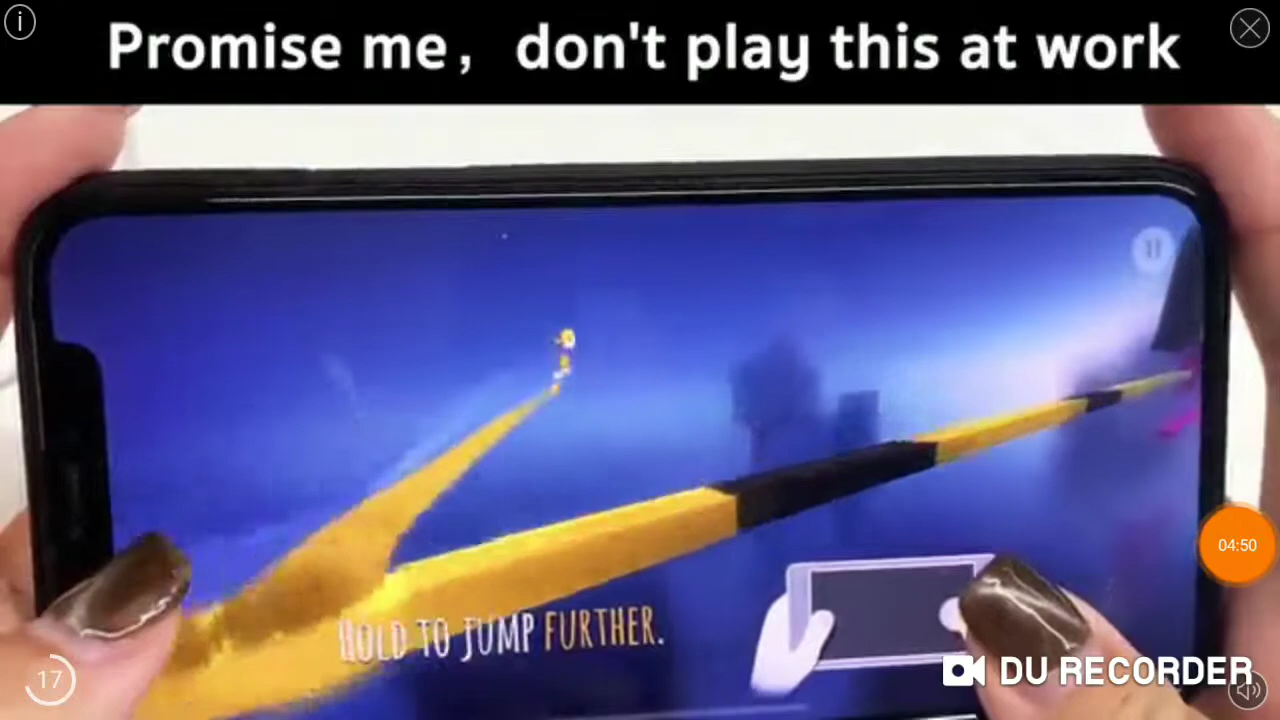 Promise me, don't play this at work
04:50
HOLD TO JUMP FURTHER.
17
DU RECORDER